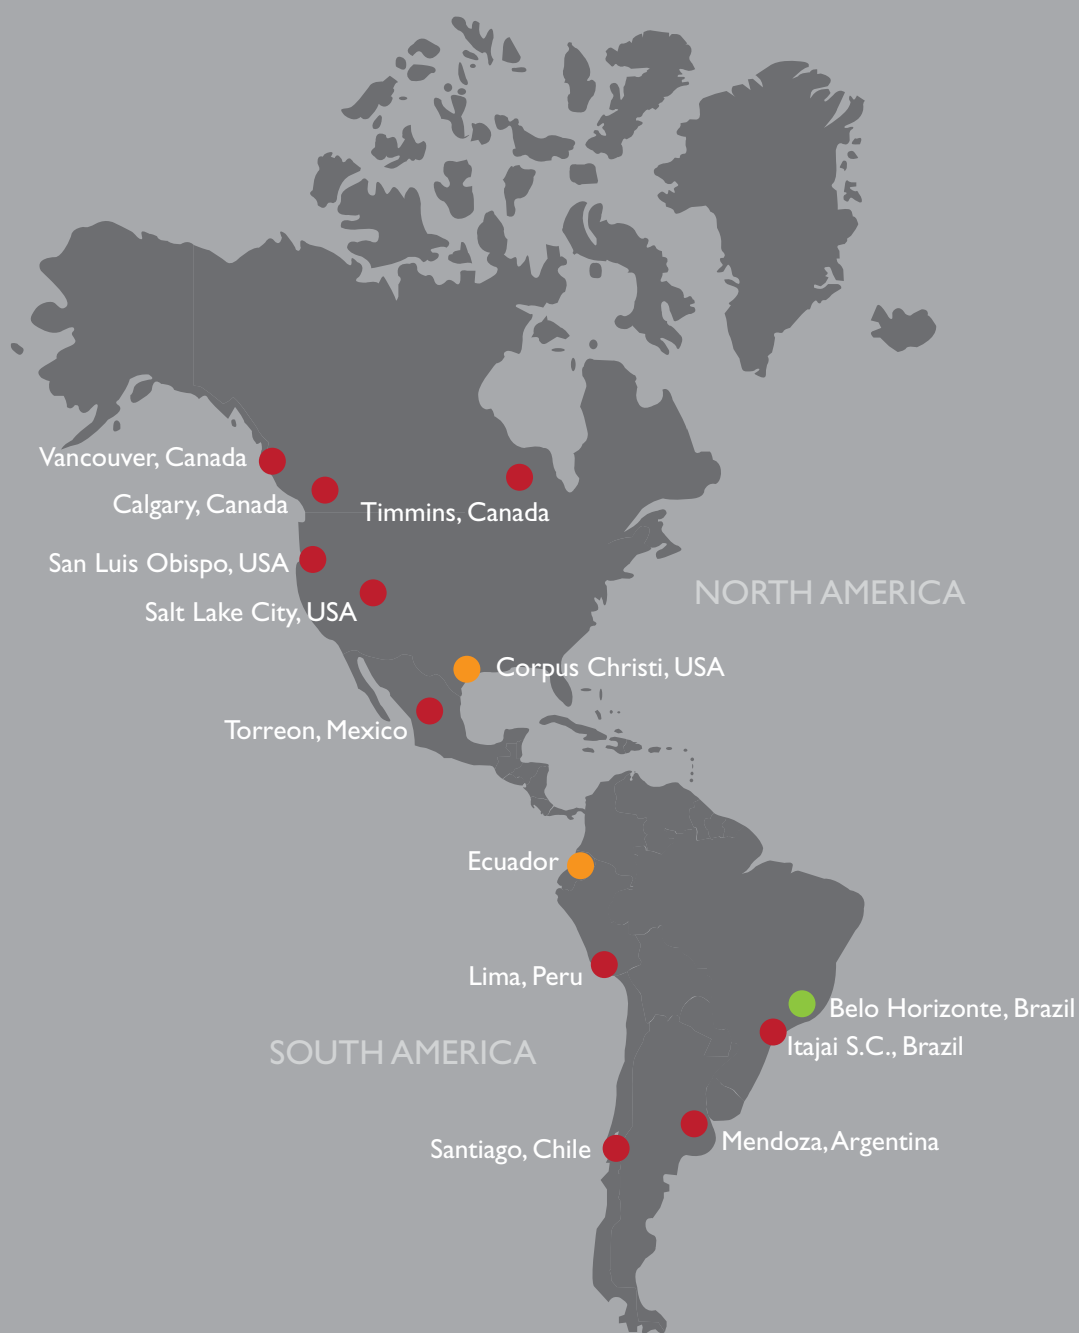 Vancouver, Canada
Calgary, Canada
Timmins, Canada
San Luis Obispo, USA
NORTH AMERICA
Salt Lake City, USA
Corpus Christi, USA
Torreon, Mexico
Ecuador
Lima, Peru
Belo Horizonte, Brazil
SOUTH AMERICA
Itajai S.C., Brazil
Mendoza, Argentina
Santiago, Chile